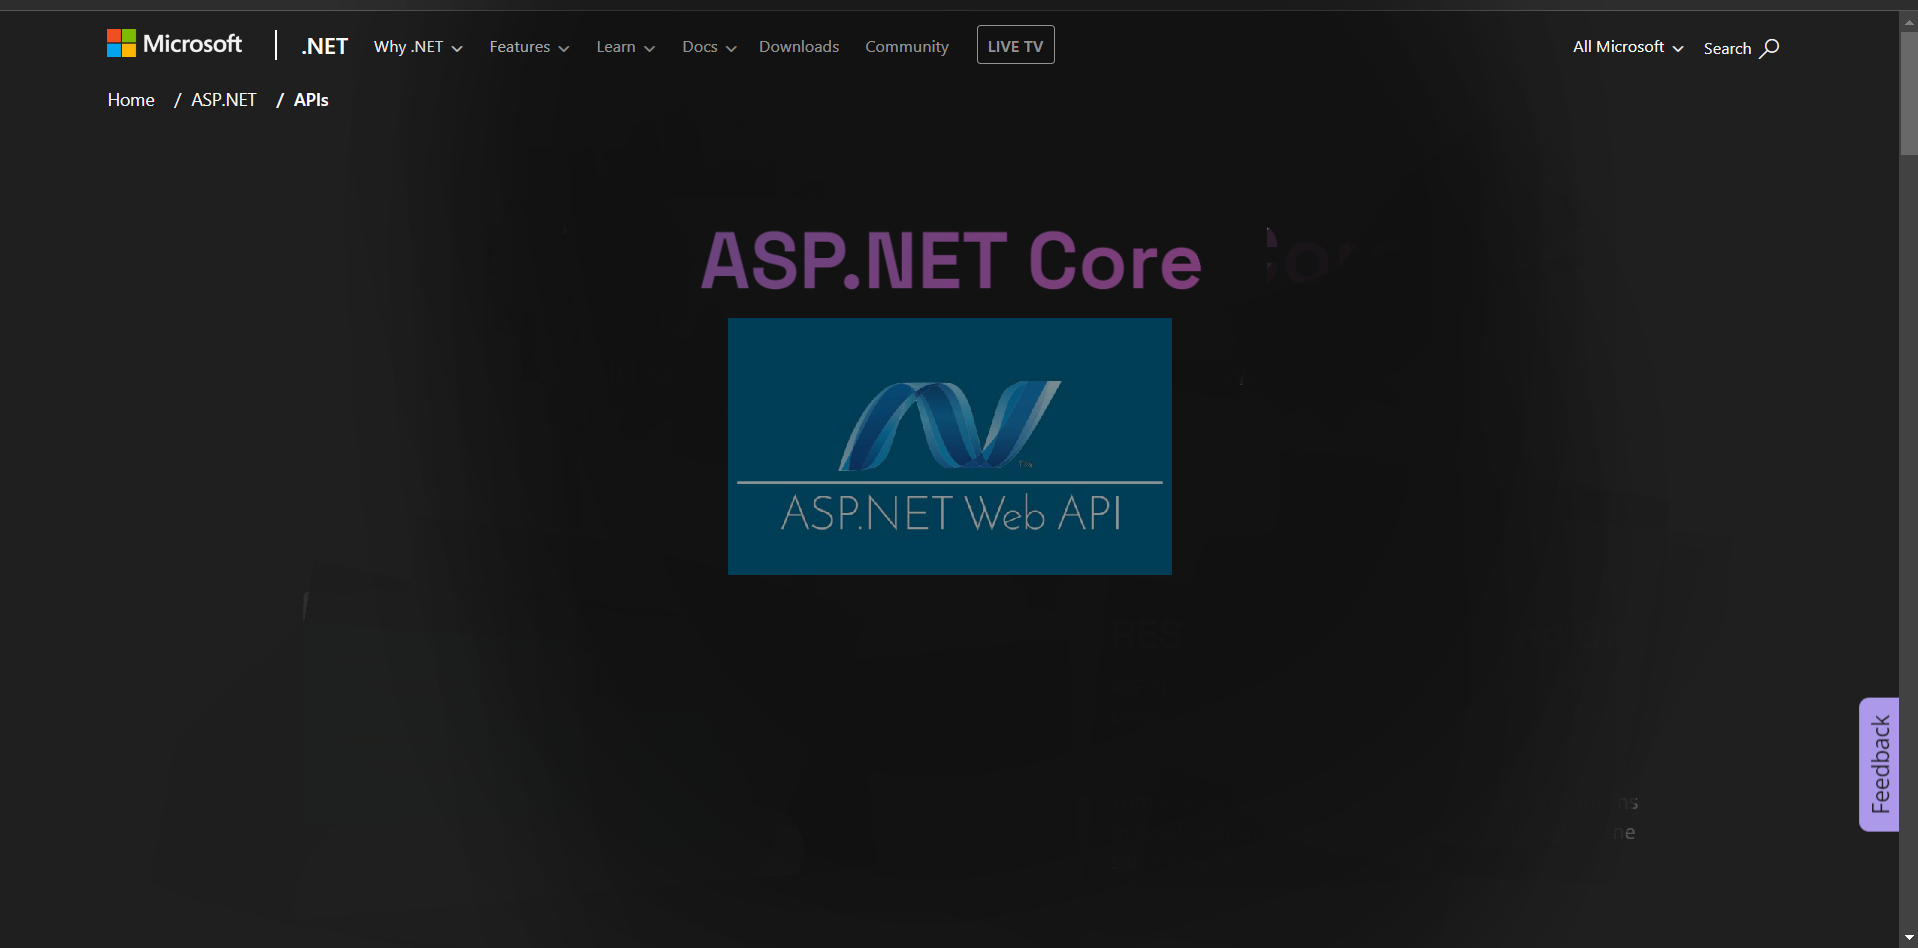 Microsoft .NET Why .NET Features Learn Docs Downloads Community LIVE TV All Microsoft Search
Home / ASP.NET / APIs
ASP.NET Core
ASP.NET Web API
Feedback